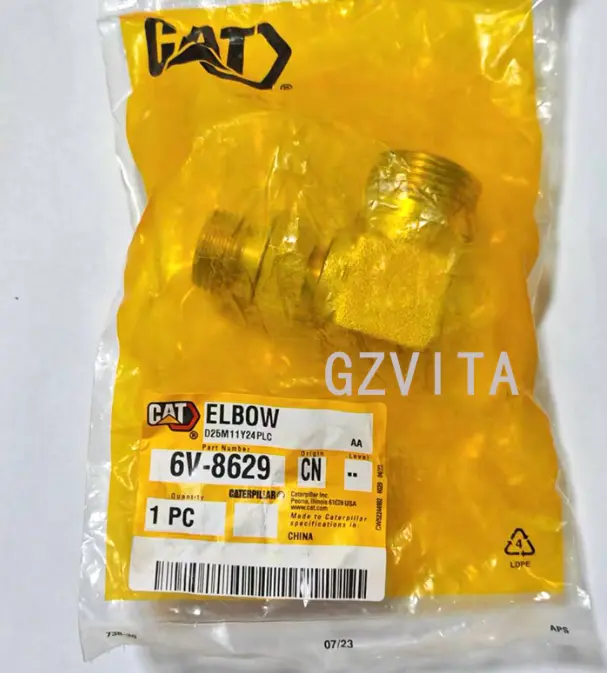 CAT
®
GZVITA
CAT ® ELBOW
D25M11Y24PLC
AA
Part Number Origin Level
6V-8629 CN --
Quantity CATERPILLAR®
1 PC
Caterpillar Inc.
Peoria, Illinois 61629 USA
www.cat.com
Made to Caterpillar
specifications in
CHINA
4
LDPE
07/23
APS